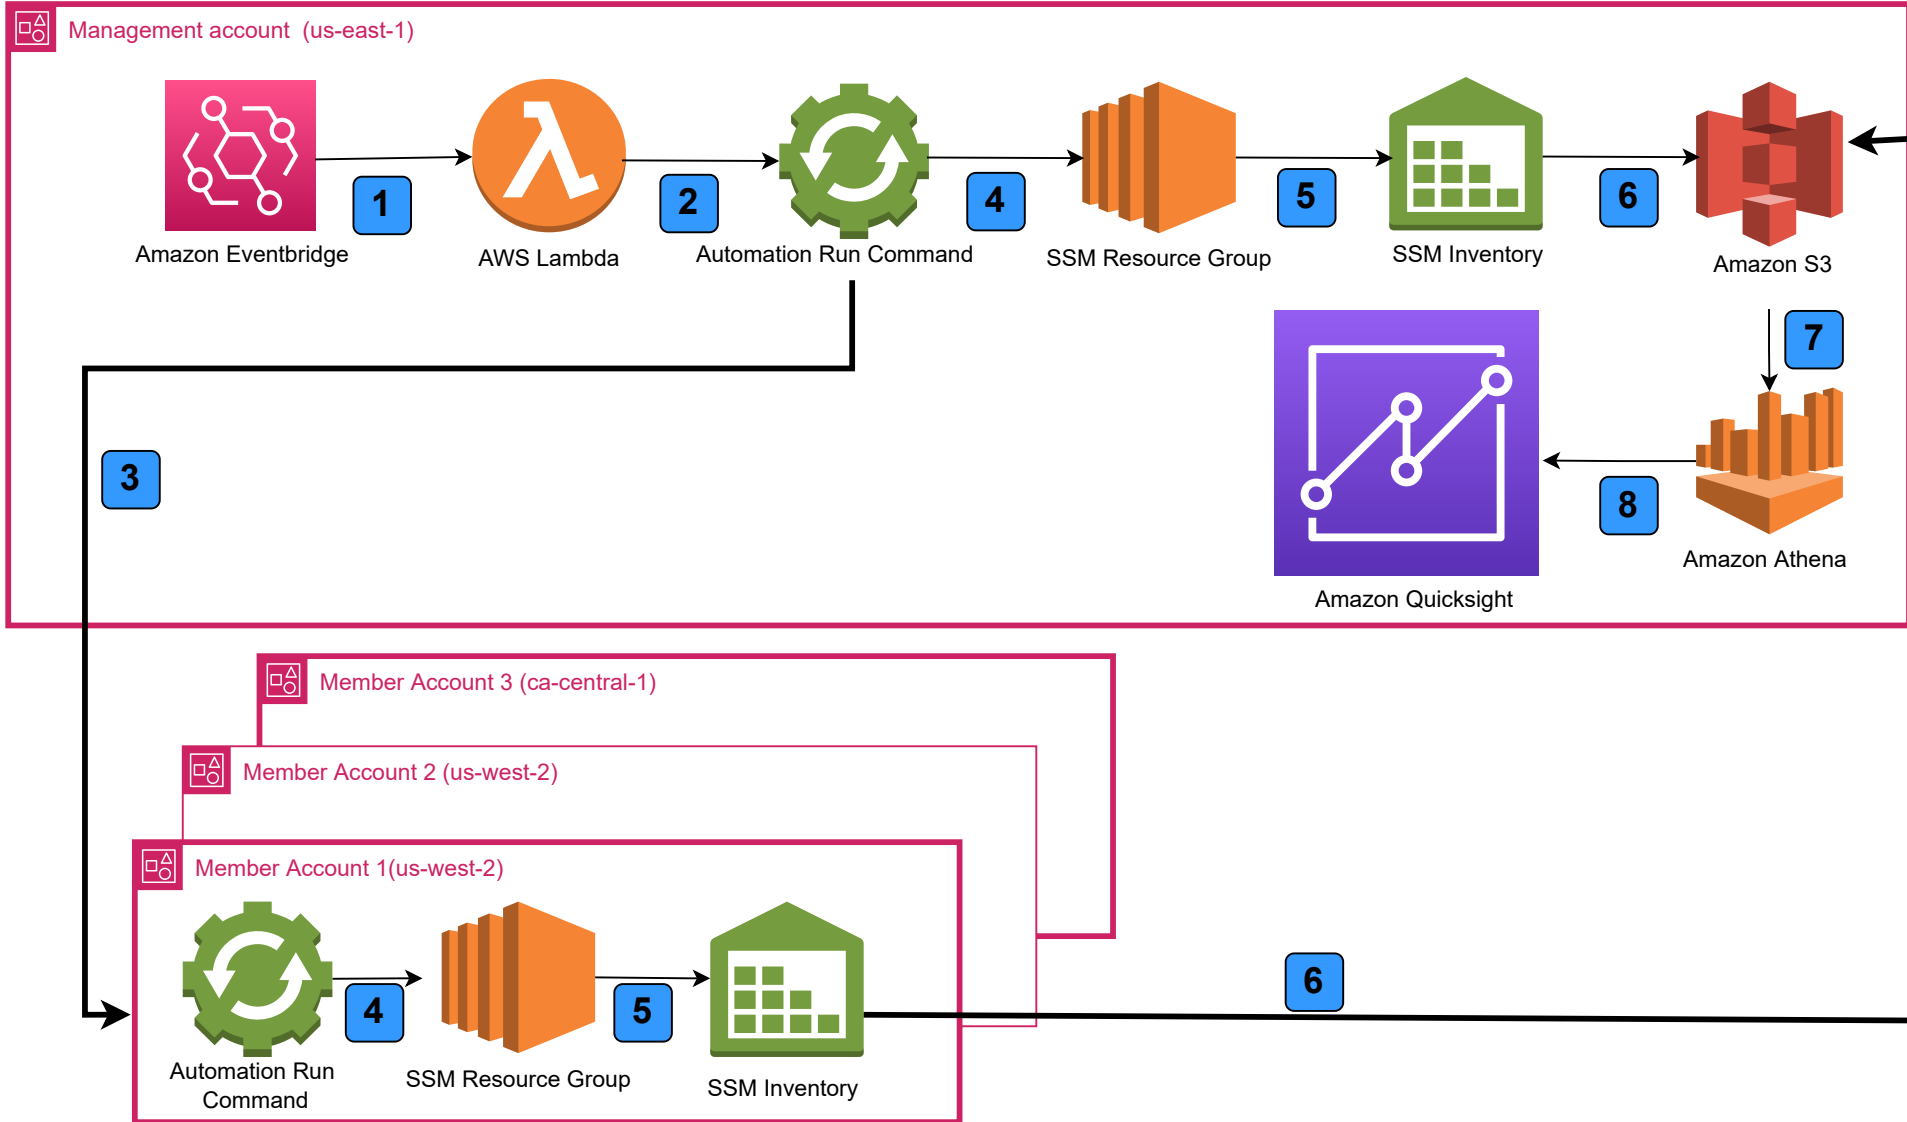 Management account  (us-east-1)
1
2
4
5
6
Amazon Eventbridge
AWS Lambda
Automation Run Command
SSM Resource Group
SSM Inventory
Amazon S3
7
3
8
Amazon Athena
Amazon Quicksight
Member Account 3 (ca-central-1)
Member Account 2 (us-west-2)
Member Account 1(us-west-2)
4
5
6
Automation Run
Command
SSM Resource Group
SSM Inventory